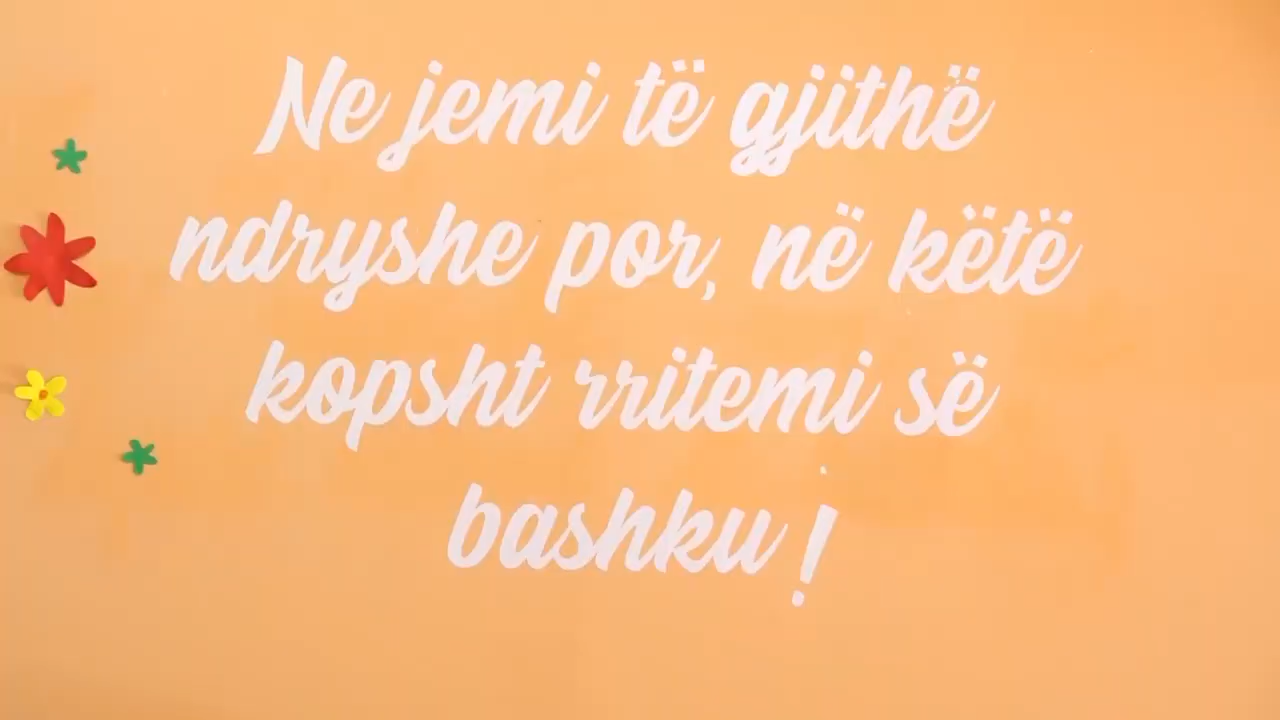 Ne jemi të gjithë
ndryshe por, në këtë
kopsht rritemi së
bashku!